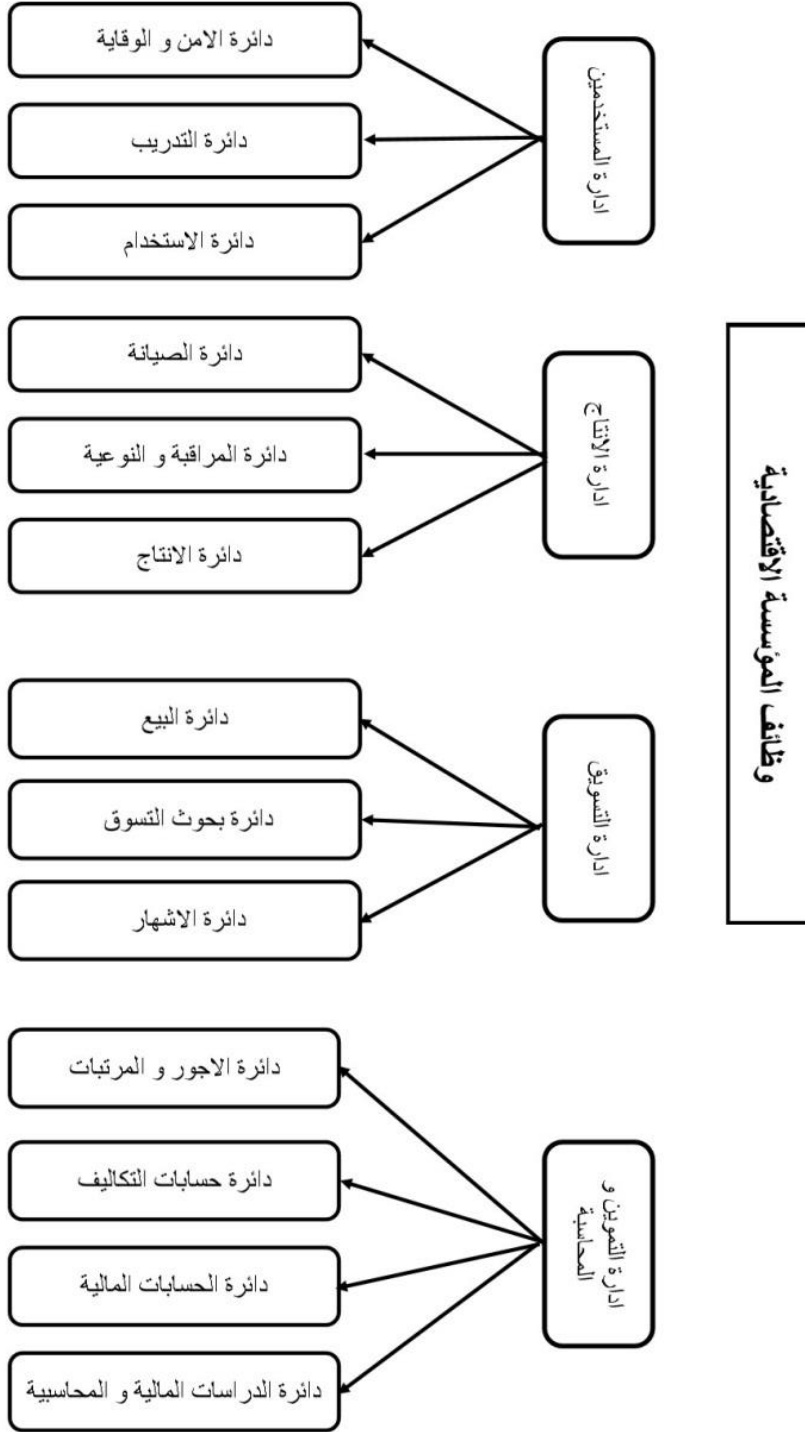 وظائف المؤسسة الاقتصادية
ادارة المستخدمين
دائرة الامن و الوقاية
دائرة التدريب
دائرة الاستخدام
ادارة الانتاج
دائرة الصيانة
دائرة المراقبة و النوعية
دائرة الانتاج
ادارة التسويق
دائرة البيع
دائرة بحوث التسوق
دائرة الاشهار
ادارة التموين و
المحاسبة
دائرة الاجور و المرتبات
دائرة حسابات التكاليف
دائرة الحسابات المالية
دائرة الدراسات المالية و المحاسبية